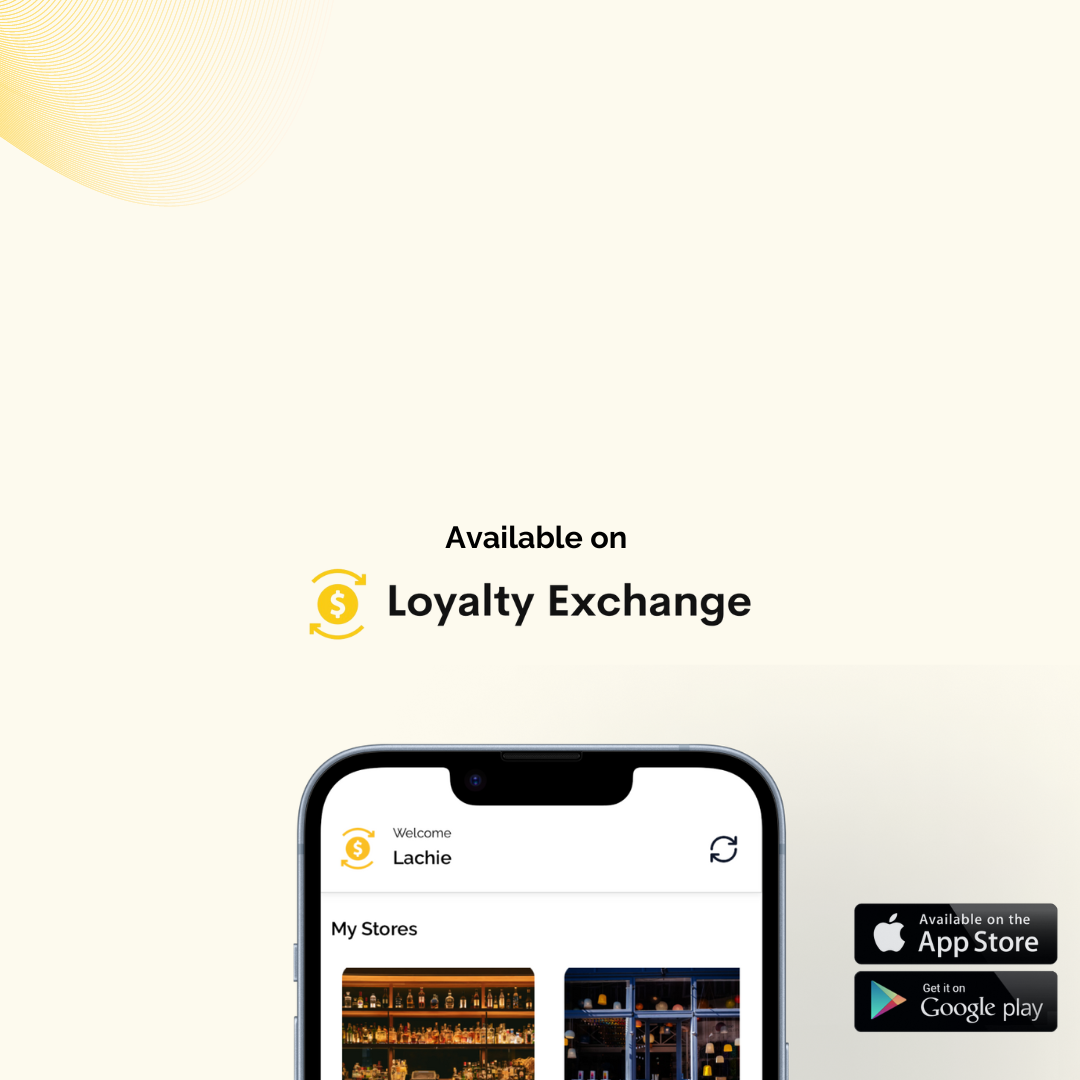 Available on
Loyalty Exchange
Welcome
Lachie
My Stores
Available on the
App Store
Get it on
Google play